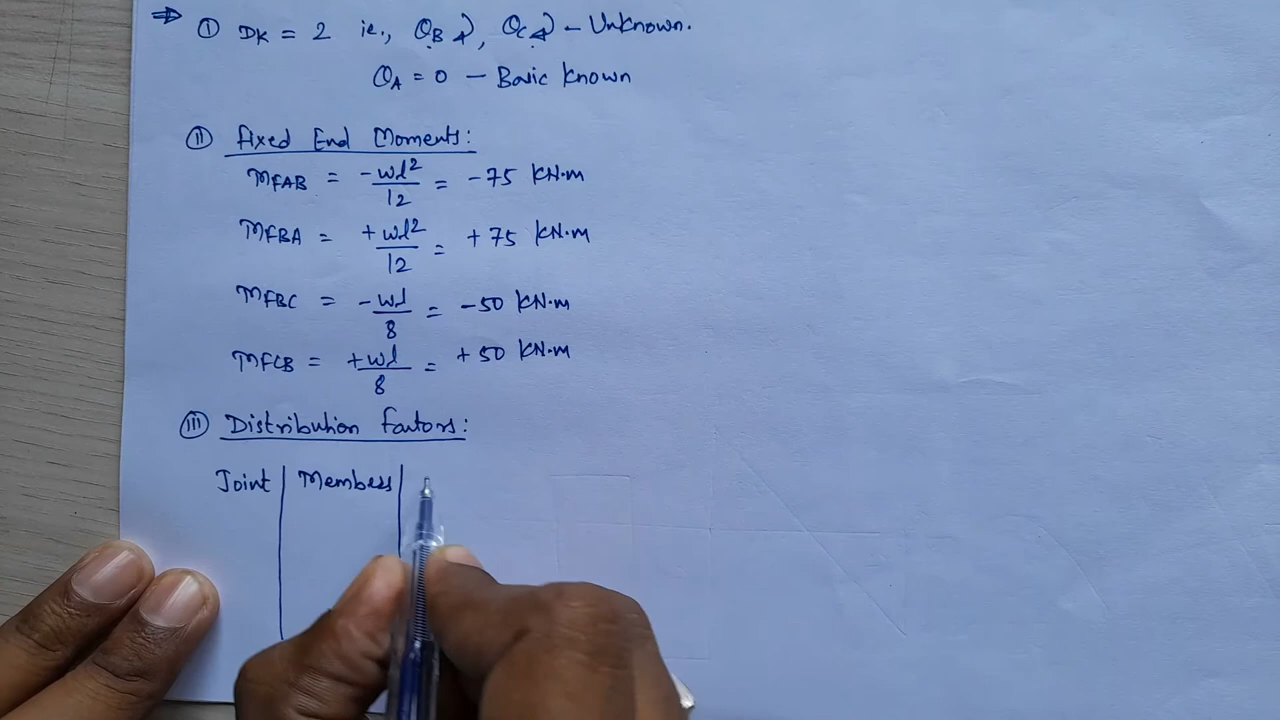 ⇒ ① DK = 2 ie., θB ⤸, θC ⤸ - Unknown.
θA = 0 - Basic Known
Ⅱ Fixed End Moments:
MFAB = -wl²/12 = -75 KN.m
MFBA = +wl²/12 = +75 KN.m
MFBC = -wl/8 = -50 KN.m
MFCB = +wl/8 = +50 KN.m
Ⅲ Distribution Factors:
Joint | Members |